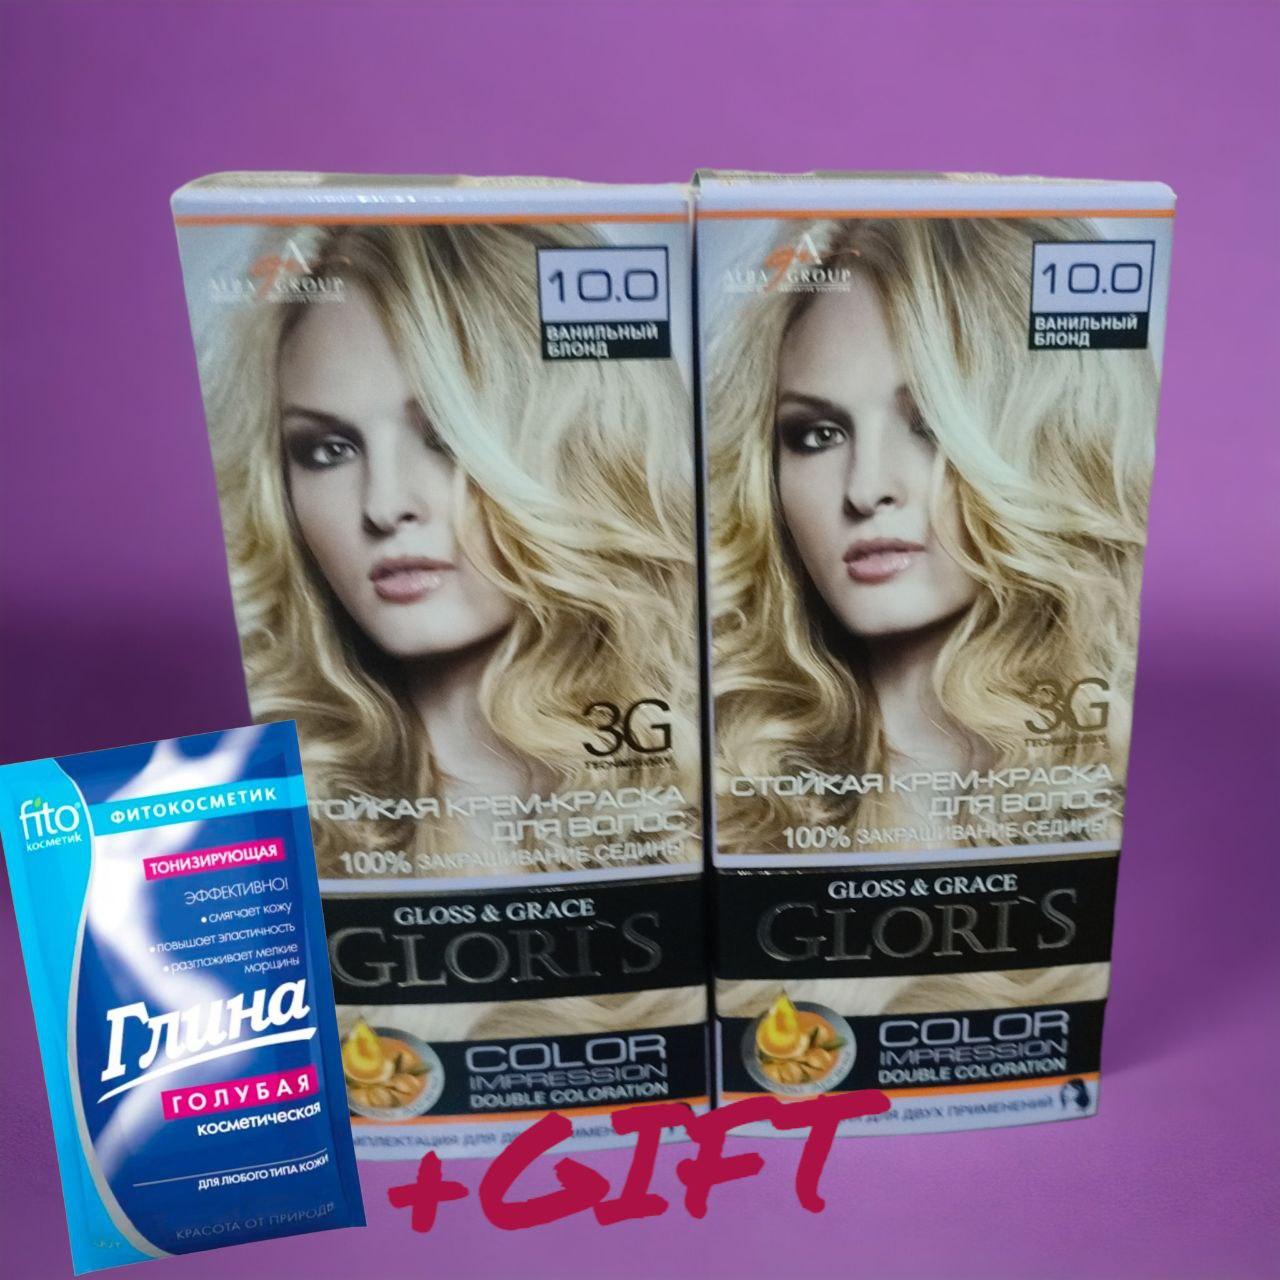 ALBA GROUP
10.0
ВАНИЛЬНЫЙ
БЛОНД
3G
ТОЙКАЯ КРЕМ-КРАСКА
ДЛЯ ВОЛОС
100% ЗАКРАШИВАНИЕ СЕДИНЫ
GLOSS & GRACE
GLORI`S
COLOR
IMPRESSION
DOUBLE COLORATION
ALBA GROUP
10.0
ВАНИЛЬНЫЙ
БЛОНД
3G
СТОЙКАЯ КРЕМ-КРАСКА
ДЛЯ ВОЛОС
100% ЗАКРАШИВАНИЕ СЕДИНЫ
GLOSS & GRACE
GLORI`S
COLOR
IMPRESSION
DOUBLE COLORATION
ДЛЯ ДВУХ ПРИМЕНЕНИЙ
fito
косметик
ФИТОКОСМЕТИК
ТОНИЗИРУЮЩАЯ
ЭФФЕКТИВНО!
• смягчает кожу
• повышает эластичность
• разглаживает мелкие
морщины
Глина
ГОЛУБАЯ
косметическая
ДЛЯ ЛЮБОГО ТИПА КОЖИ
КРАСОТА ОТ ПРИРОДЫ
+GIFT